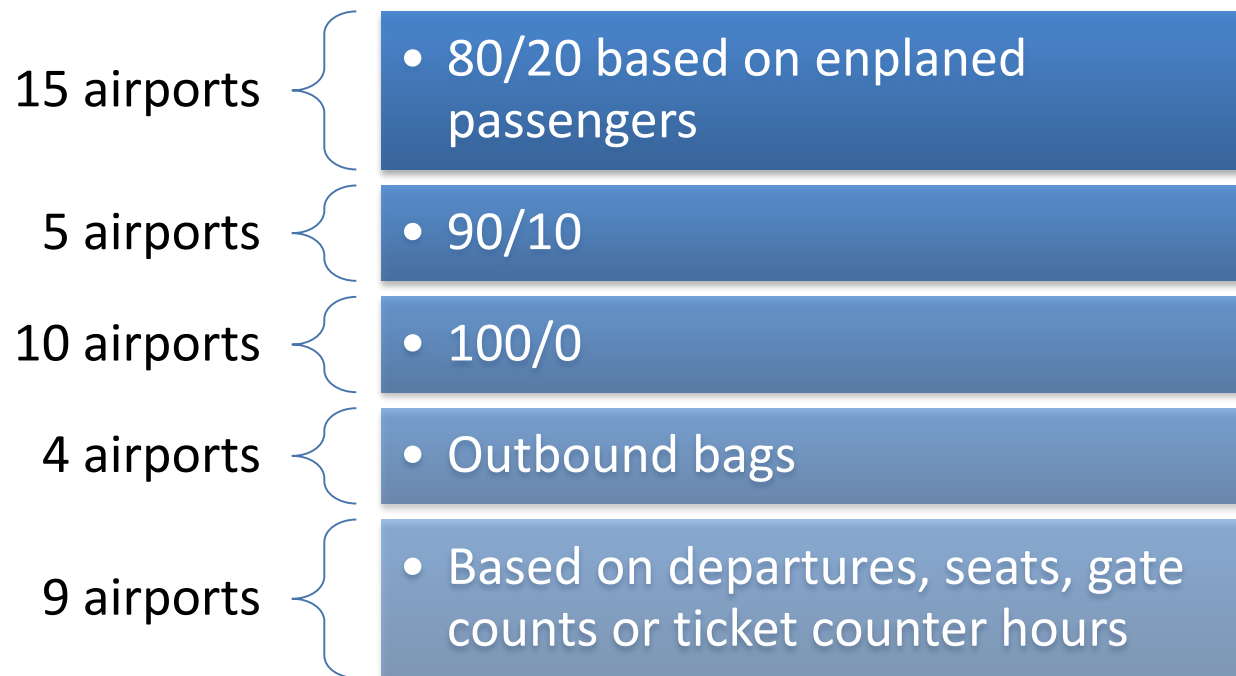 15 airports
• 80/20 based on enplaned
passengers
5 airports
• 90/10
10 airports
• 100/0
4 airports
• Outbound bags
9 airports
• Based on departures, seats, gate
counts or ticket counter hours